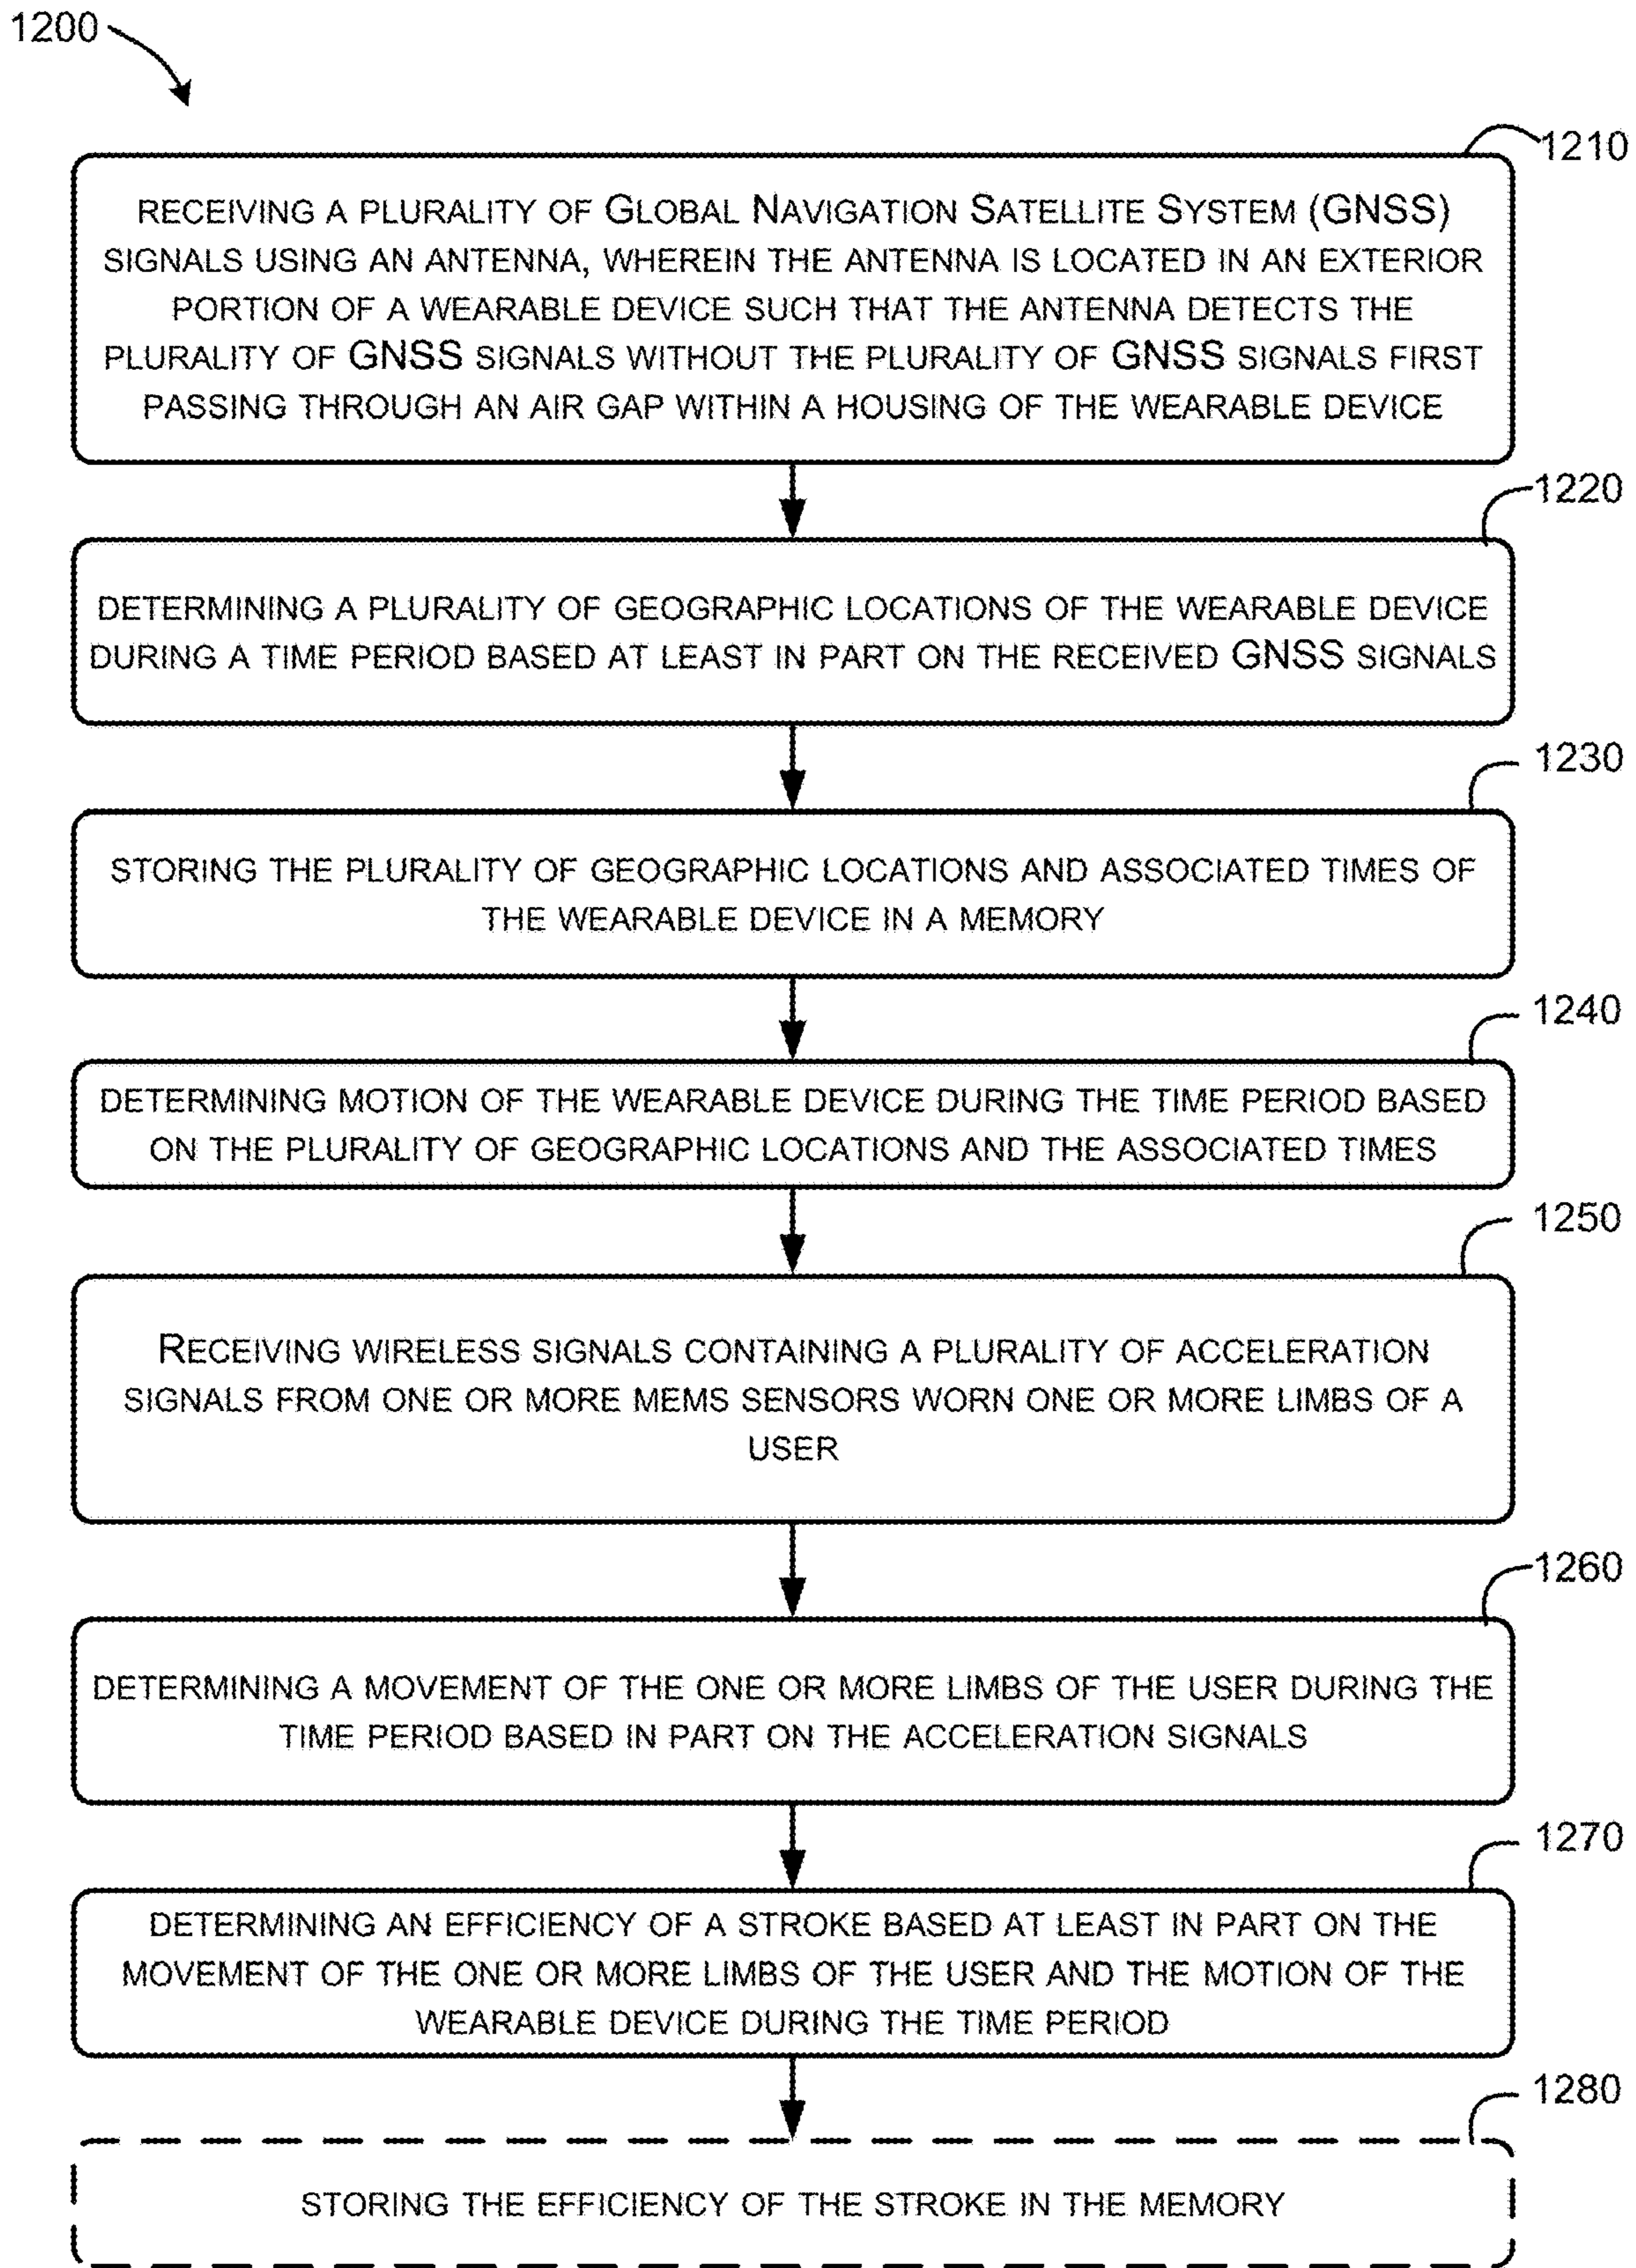 1200
1210
RECEIVING A PLURALITY OF GLOBAL NAVIGATION SATELLITE SYSTEM (GNSS)
SIGNALS USING AN ANTENNA, WHEREIN THE ANTENNA IS LOCATED IN AN EXTERIOR
PORTION OF A WEARABLE DEVICE SUCH THAT THE ANTENNA DETECTS THE
PLURALITY OF GNSS SIGNALS WITHOUT THE PLURALITY OF GNSS SIGNALS FIRST
PASSING THROUGH AN AIR GAP WITHIN A HOUSING OF THE WEARABLE DEVICE
1220
DETERMINING A PLURALITY OF GEOGRAPHIC LOCATIONS OF THE WEARABLE DEVICE
DURING A TIME PERIOD BASED AT LEAST IN PART ON THE RECEIVED GNSS SIGNALS
1230
STORING THE PLURALITY OF GEOGRAPHIC LOCATIONS AND ASSOCIATED TIMES OF
THE WEARABLE DEVICE IN A MEMORY
1240
DETERMINING MOTION OF THE WEARABLE DEVICE DURING THE TIME PERIOD BASED
ON THE PLURALITY OF GEOGRAPHIC LOCATIONS AND THE ASSOCIATED TIMES
1250
RECEIVING WIRELESS SIGNALS CONTAINING A PLURALITY OF ACCELERATION
SIGNALS FROM ONE OR MORE MEMS SENSORS WORN ONE OR MORE LIMBS OF A
USER
1260
DETERMINING A MOVEMENT OF THE ONE OR MORE LIMBS OF THE USER DURING THE
TIME PERIOD BASED IN PART ON THE ACCELERATION SIGNALS
1270
DETERMINING AN EFFICIENCY OF A STROKE BASED AT LEAST IN PART ON THE
MOVEMENT OF THE ONE OR MORE LIMBS OF THE USER AND THE MOTION OF THE
WEARABLE DEVICE DURING THE TIME PERIOD
1280
STORING THE EFFICIENCY OF THE STROKE IN THE MEMORY